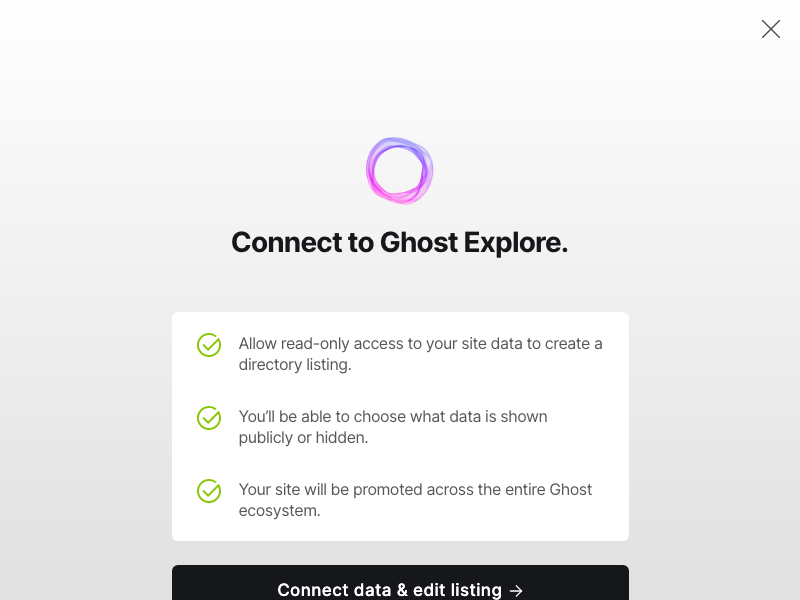 Connect to Ghost Explore.
Allow read-only access to your site data to create a
directory listing.
You’ll be able to choose what data is shown
publicly or hidden.
Your site will be promoted across the entire Ghost
ecosystem.
Connect data & edit listing →